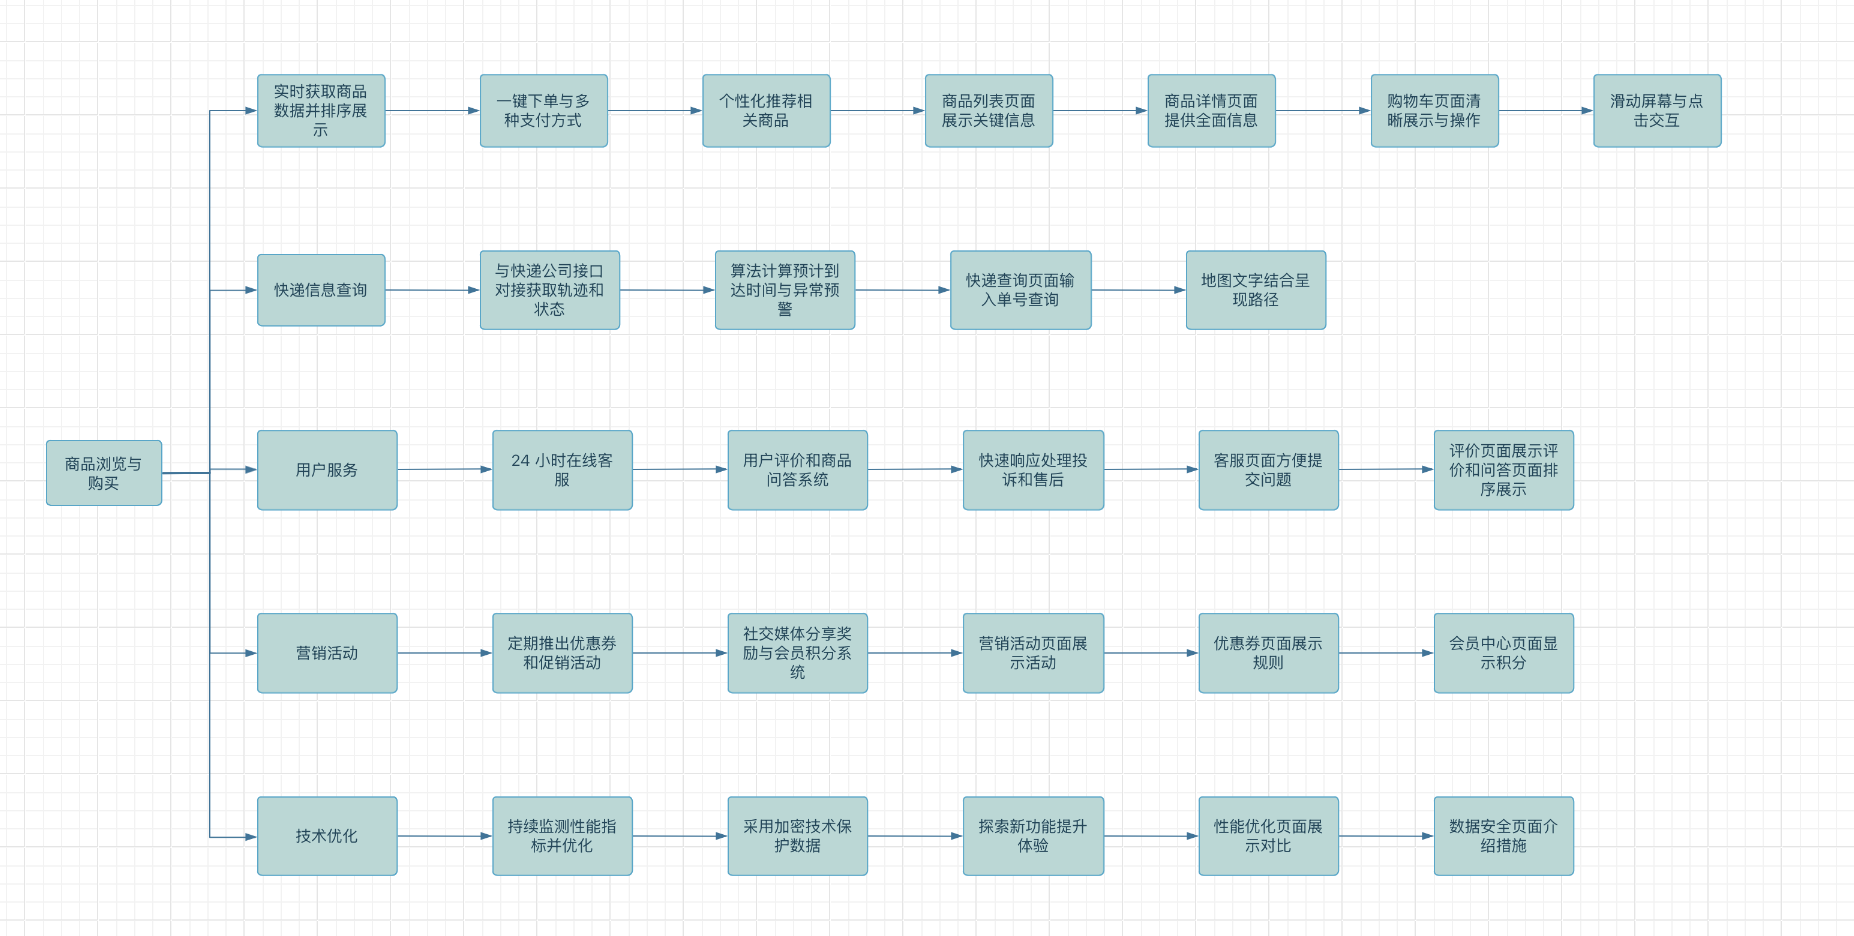 实时获取商品
数据并排序展
示
一键下单与多
种支付方式
个性化推荐相
关商品
商品列表页面
展示关键信息
商品详情页面
提供全面信息
购物车页面清
晰展示与操作
滑动屏幕与点
击交互
快递信息查询
与快递公司接口
对接获取轨迹和
状态
算法计算预计到
达时间与异常预
警
快递查询页面输
入单号查询
地图文字结合呈
现路径
商品浏览与
购买
用户服务
24 小时在线客
服
用户评价和商品
问答系统
快速响应处理投
诉和售后
客服页面方便提
交问题
评价页面展示评
价和问答页面排
序展示
营销活动
定期推出优惠券
和促销活动
社交媒体分享奖
励与会员积分系
统
营销活动页面展
示活动
优惠券页面展示
规则
会员中心页面显
示积分
技术优化
持续监测性能指
标并优化
采用加密技术保
护数据
探索新功能提升
体验
性能优化页面展
示对比
数据安全页面介
绍措施